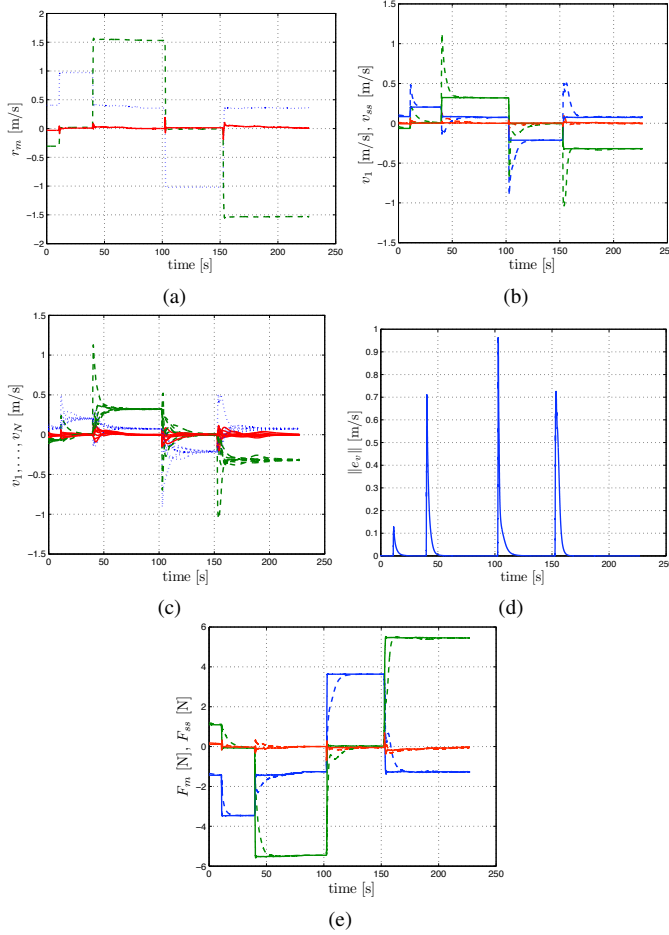 2
1.5
1
0.5
0
−0.5
−1
−1.5
2
0 50 100 150 200 250
r_m [m/s]
time [s]
(a)
1.5
1
0.5
0
−0.5
−1
−1.5
0 50 100 150 200 250
v_1 [m/s], v_ss [m/s]
time [s]
(b)
1.5
1
0.5
0
−0.5
−1
−1.5
0 50 100 150 200 250
v_1, ..., v_N [m/s]
time [s]
(c)
1
0.9
0.8
0.7
0.6
0.5
0.4
0.3
0.2
0.1
0
0 50 100 150 200 250
||e_v|| [m/s]
time [s]
(d)
6
4
2
0
−2
−4
−6
0 50 100 150 200 250
F_m [N], F_ss [N]
time [s]
(e)